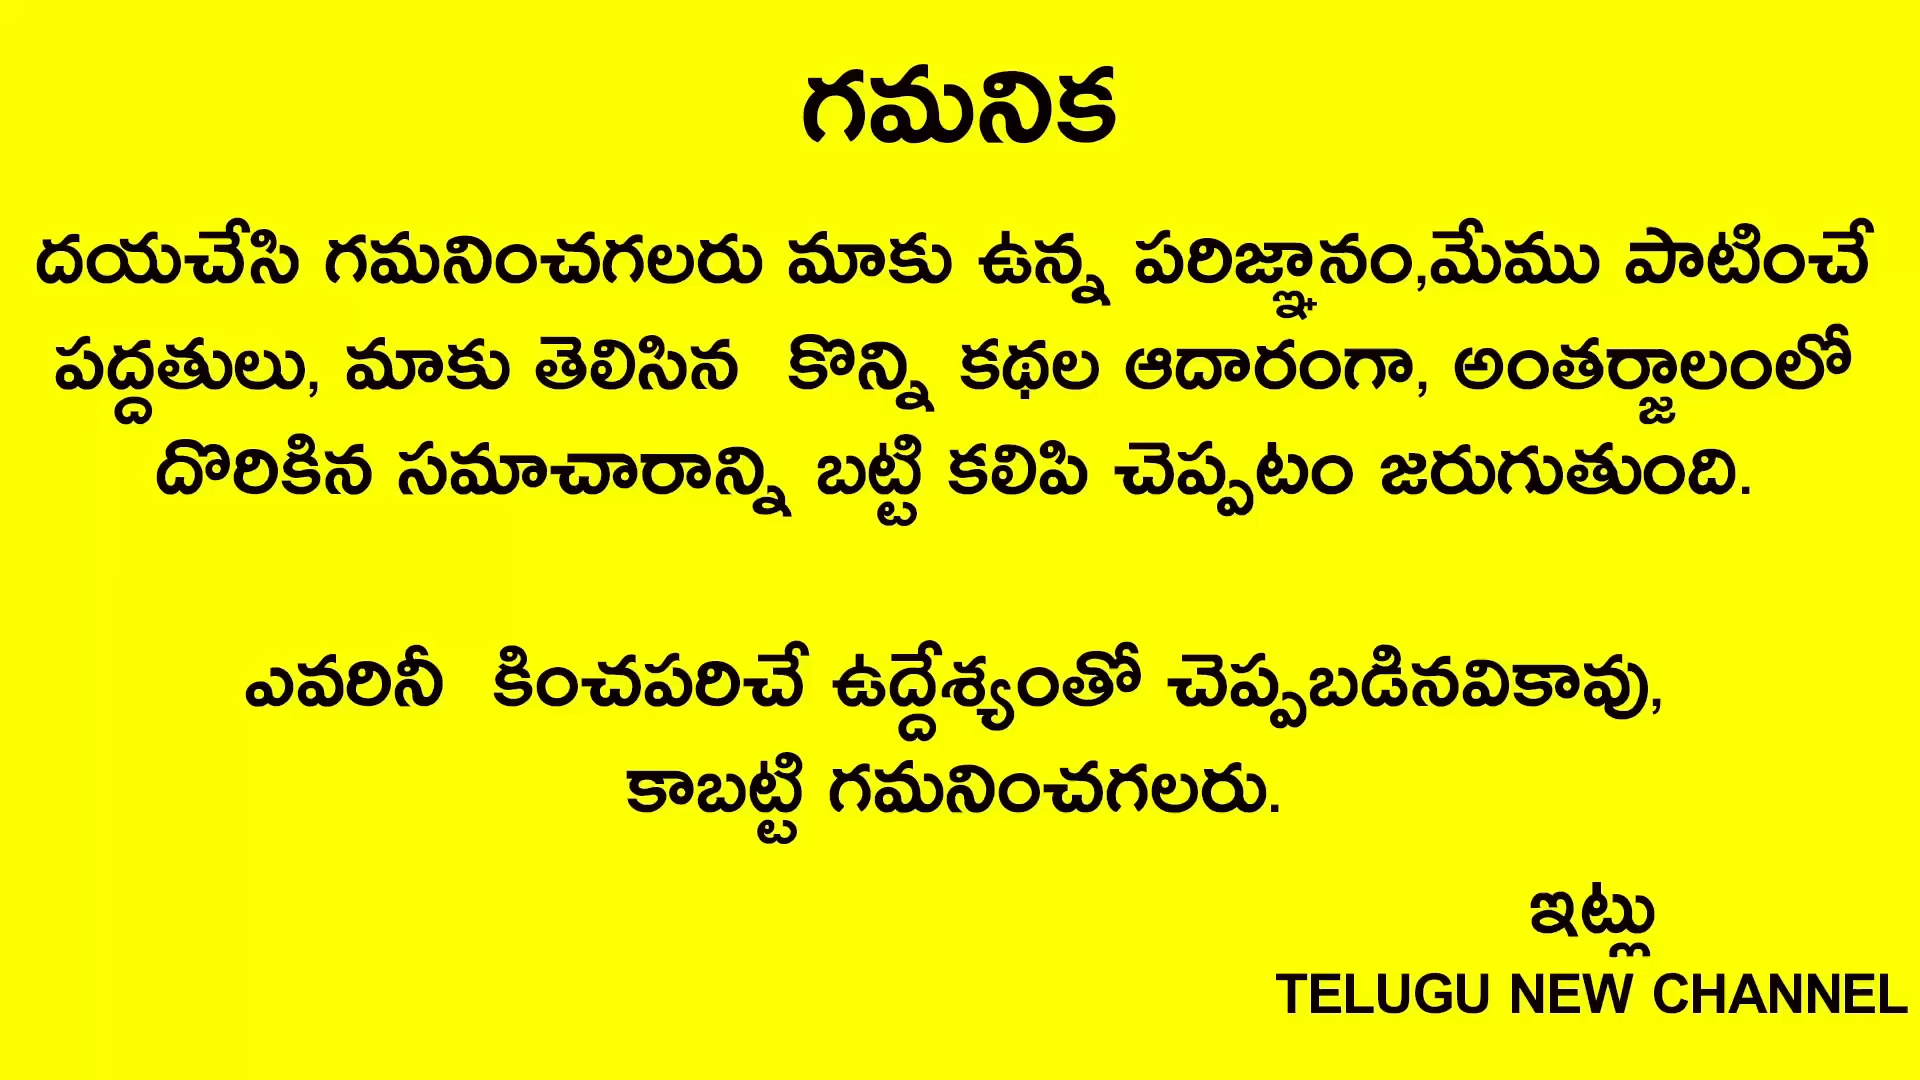 గమనిక
దయచేసి గమనించగలరు మాకు ఉన్న పరిజ్ఞానం,మేము పాటించే
పద్దతులు, మాకు తెలిసిన కొన్ని కథల ఆదారంగా, అంతర్జాలంలో
దొరికిన సమాచారాన్ని బట్టి కలిపి చెప్పటం జరుగుతుంది.
ఎవరినీ కించపరిచే ఉద్దేశ్యంతో చెప్పబడినవికావు,
కాబట్టి గమనించగలరు.
ఇట్లు
TELUGU NEW CHANNEL